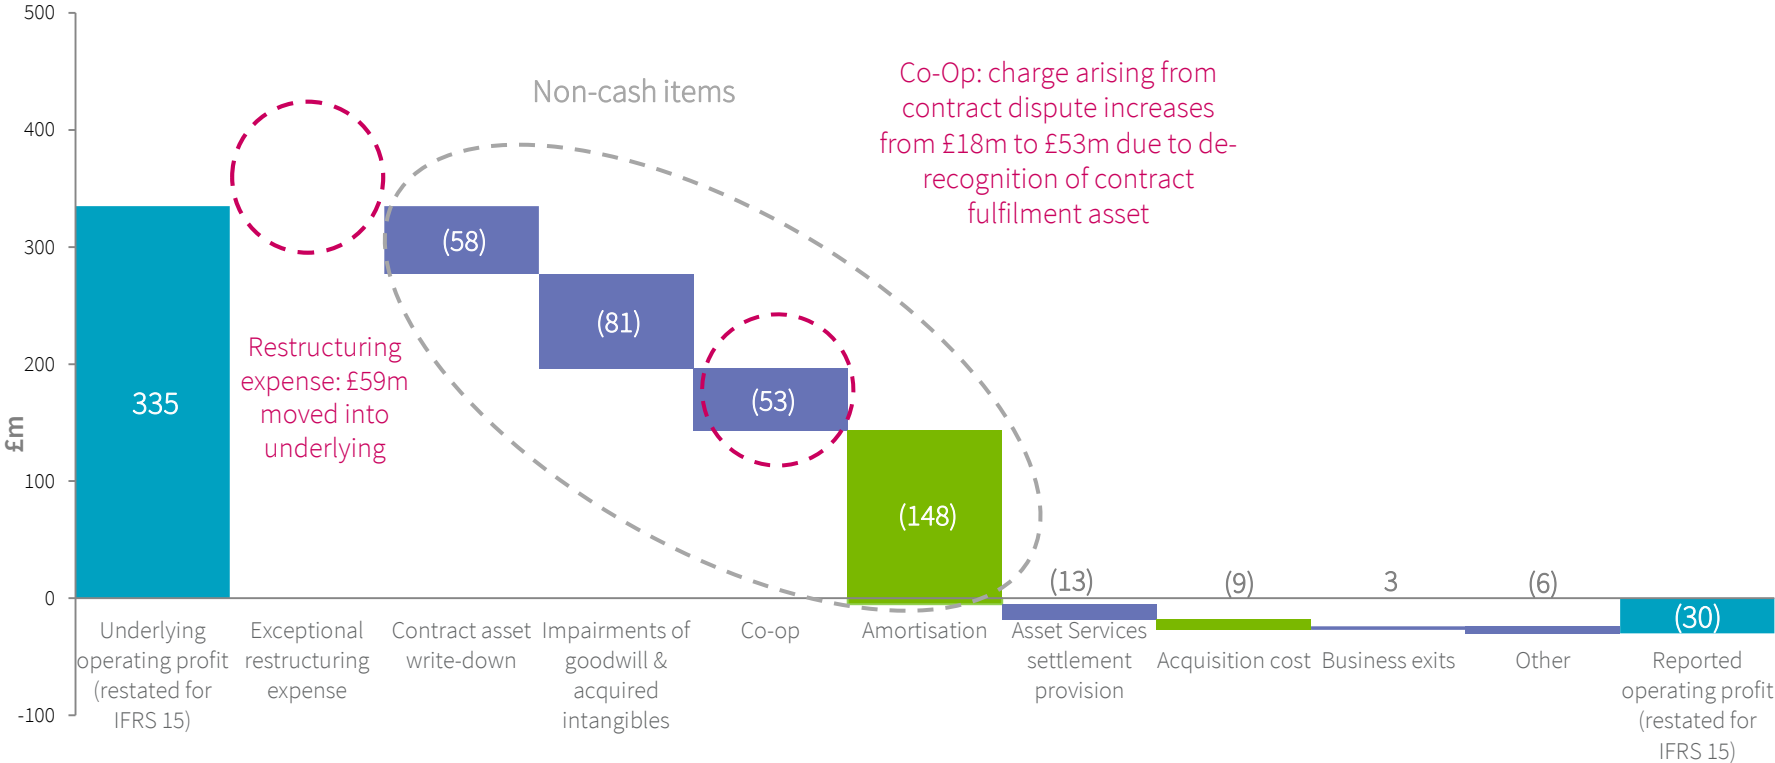 500
400
300
200
100
0
-100
£m
Non-cash items
Co-Op: charge arising from
contract dispute increases
from £18m to £53m due to de-
recognition of contract
fulfilment asset
Restructuring
expense: £59m
moved into
underlying
335
(58)
(81)
(53)
(148)
(13)
(9)
3
(6)
(30)
Underlying
operating profit
(restated for
IFRS 15)
Exceptional
restructuring
expense
Contract asset
write-down
Impairments of
goodwill &
acquired
intangibles
Co-op
Amortisation
Asset Services
settlement
provision
Acquisition cost
Business exits
Other
Reported
operating profit
(restated for
IFRS 15)